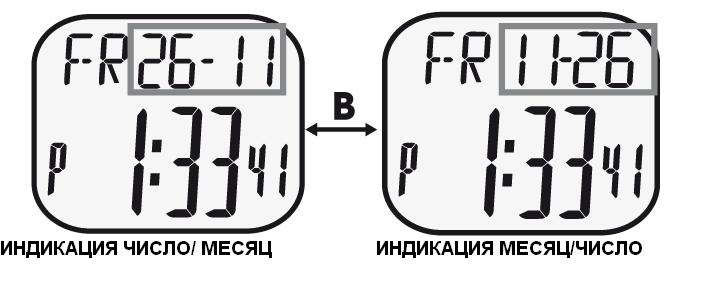 FR 26-11
P 1:33 41
B
FR 11-26
P 1:33 41
ИНДИКАЦИЯ ЧИСЛО/ МЕСЯЦ
ИНДИКАЦИЯ МЕСЯЦ/ЧИСЛО